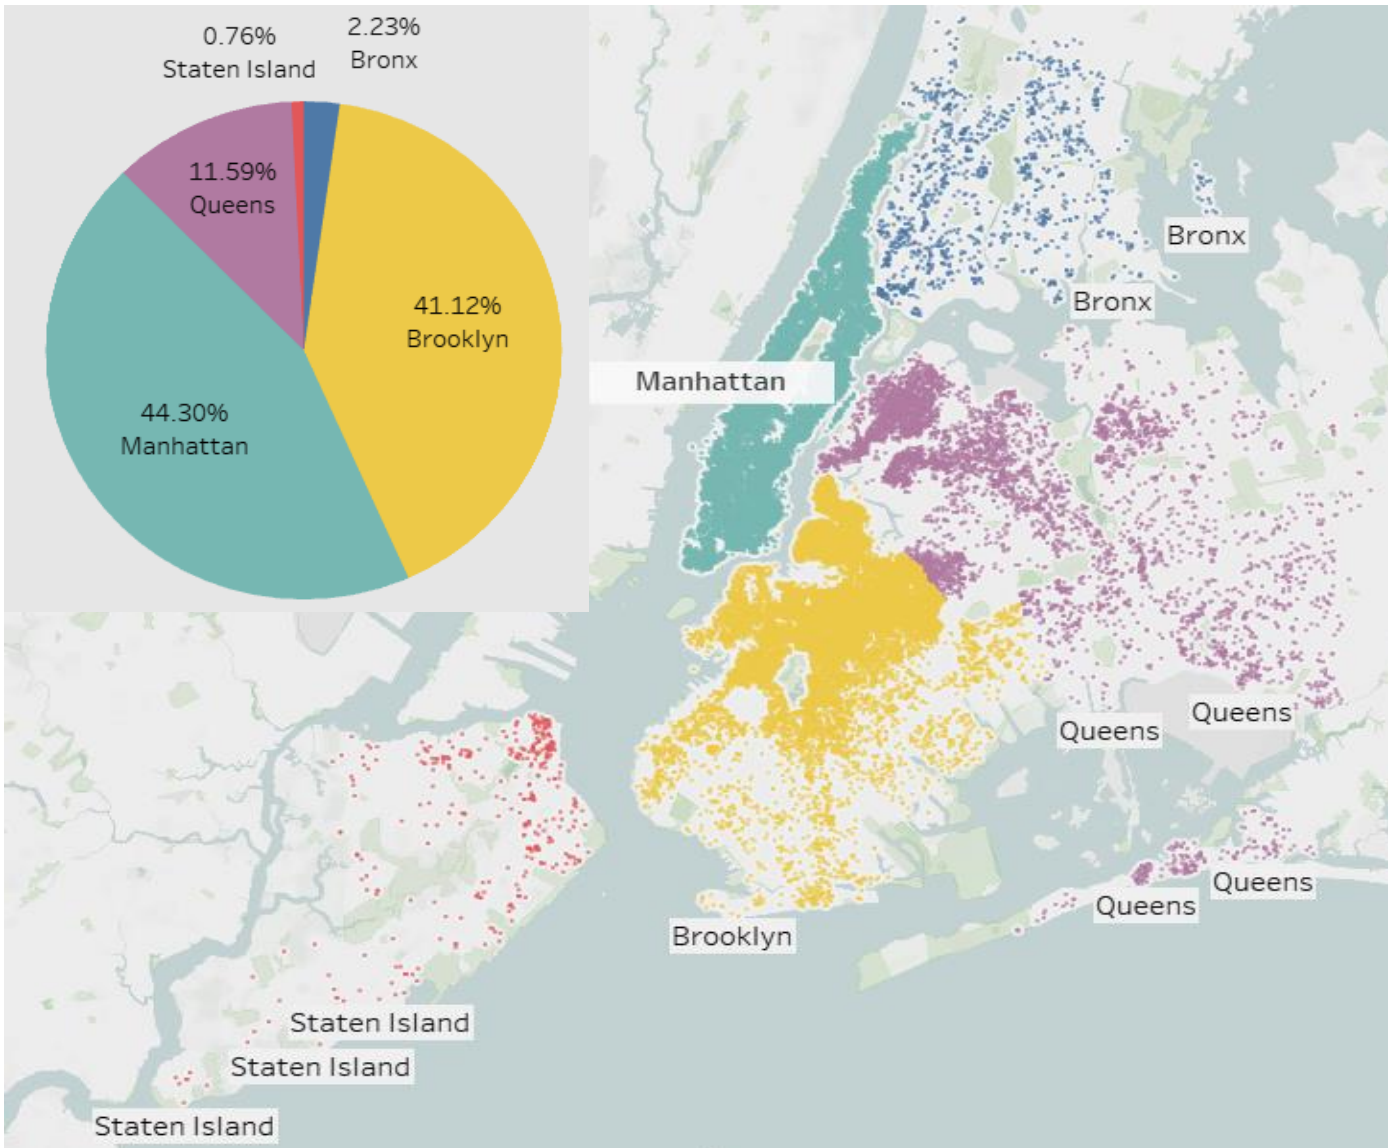 0.76%
Staten Island
2.23%
Bronx
11.59%
Queens
41.12%
Brooklyn
44.30%
Manhattan
Bronx
Bronx
Manhattan
Queens
Queens
Queens
Queens
Brooklyn
Staten Island
Staten Island
Staten Island